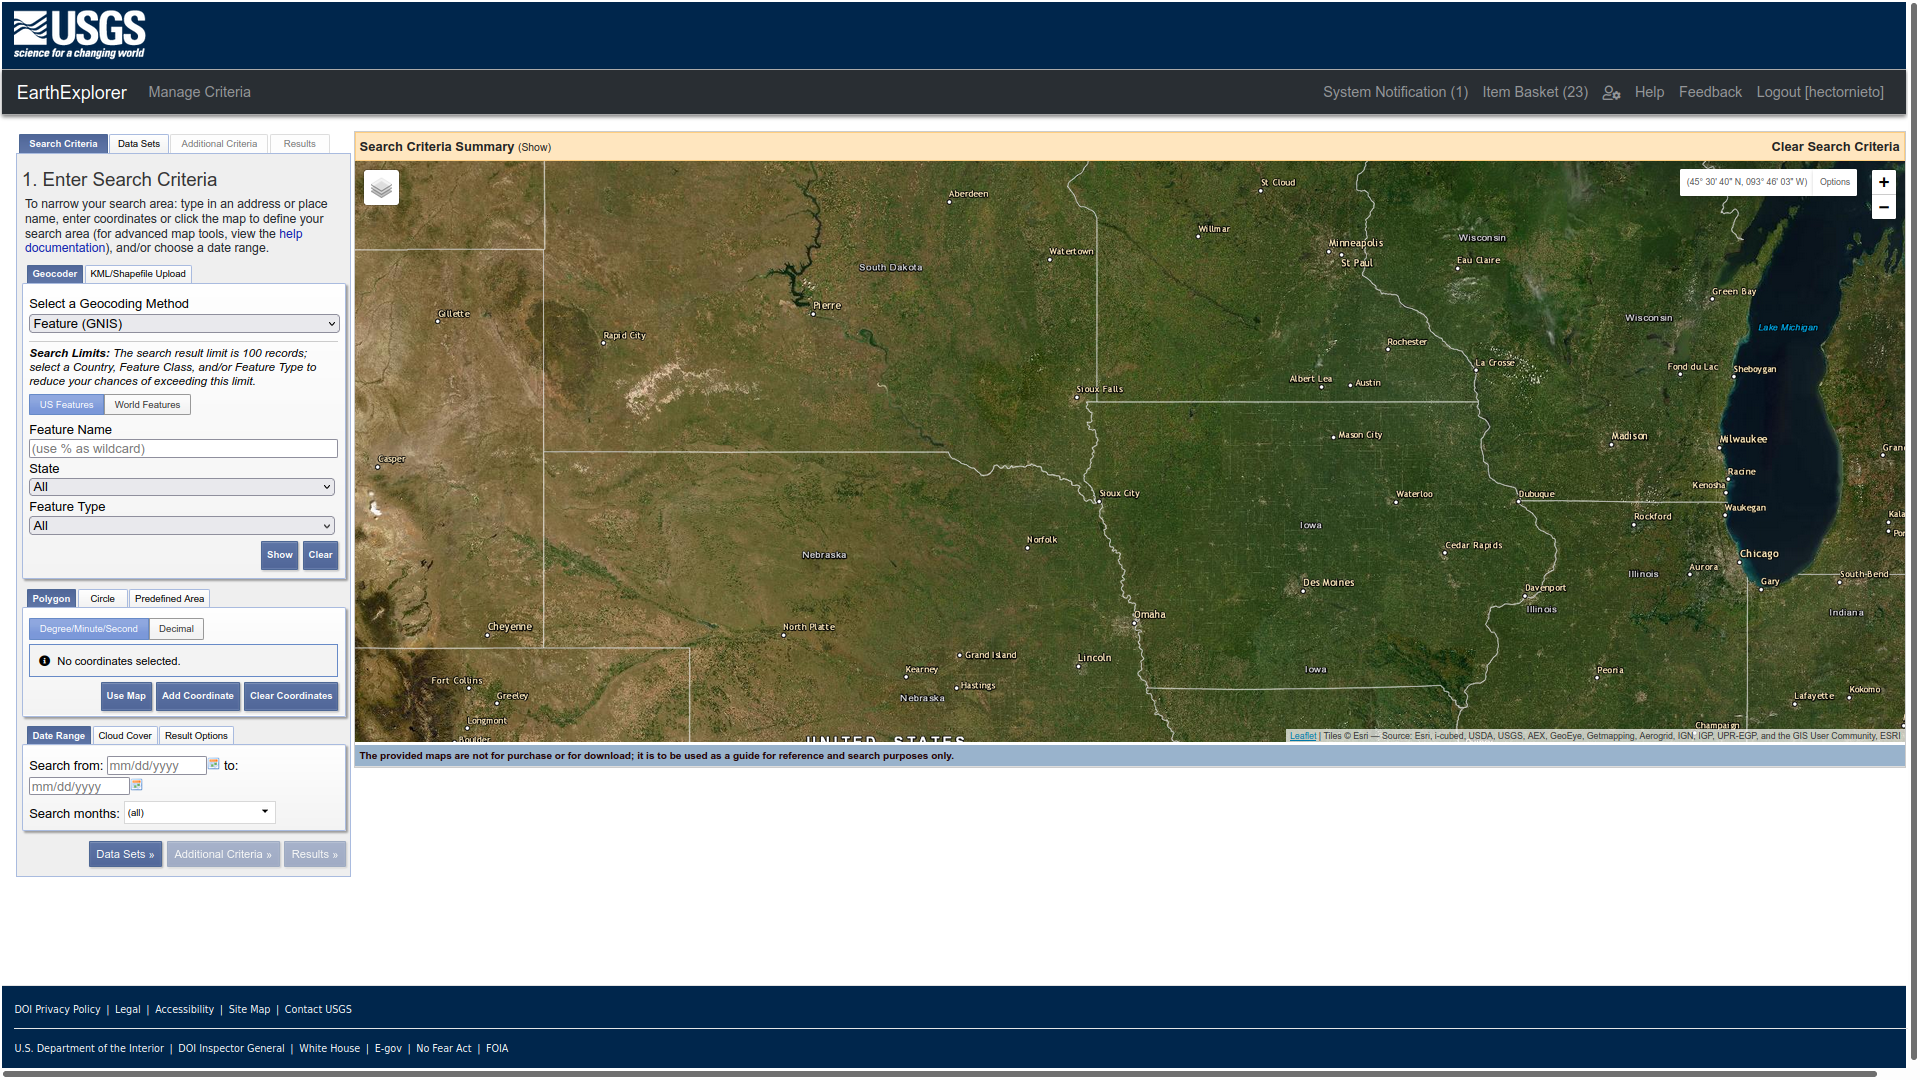 USGS
science for a changing world
EarthExplorer
Manage Criteria
System Notification (1)
Item Basket (23)
Help
Feedback
Logout [hectornieto]
Search Criteria
Data Sets
Additional Criteria
Results
1. Enter Search Criteria
To narrow your search area: type in an address or place
name, enter coordinates or click the map to define your
search area (for advanced map tools, view the help
documentation), and/or choose a date range.
Geocoder
KML/Shapefile Upload
Select a Geocoding Method
Feature (GNIS)
Search Limits: The search result limit is 100 records;
select a Country, Feature Class, and/or Feature Type to
reduce your chances of exceeding this limit.
US Features
World Features
Feature Name
(use % as wildcard)
State
All
Feature Type
All
Show
Clear
Polygon
Circle
Predefined Area
Degree/Minute/Second
Decimal
No coordinates selected.
Use Map
Add Coordinate
Clear Coordinates
Date Range
Cloud Cover
Result Options
Search from: mm/dd/yyyy to:
mm/dd/yyyy
Search months: (all)
Data Sets »
Additional Criteria »
Results »
Search Criteria Summary (Show)
Clear Search Criteria
(45° 30' 40" N, 093° 46' 03" W)
Options
+
−
St Cloud
Aberdeen
Willmar
Wisconsin
Minneapolis
Watertown
Eau Claire
St Paul
South Dakota
Green Bay
Pierre
Gillette
Wisconsin
Lake Michigan
Rapid City
Rochester
La Crosse
Fond du Lac
Sheboygan
Albert Lea
Austin
Sioux Falls
Mason City
Madison
Milwaukee
Gran
Casper
Racine
Kenosha
Sioux City
Waterloo
Dubuque
Waukegan
Rockford
Kala
Iowa
Por
Norfolk
Cedar Rapids
Nebraska
Chicago
Aurora
Illinois
South Bend
Des Moines
Gary
Davenport
Illinois
Indiana
Omaha
Cheyenne
North Platte
Grand Island
Lincoln
Kearney
Iowa
Peoria
Fort Collins
Hastings
Greeley
Nebraska
Lafayette
Kokomo
Longmont
Champaign
Boulder
UNITED STATES
Leaflet | Tiles © Esri — Source: Esri, i-cubed, USDA, USGS, AEX, GeoEye, Getmapping, Aerogrid, IGN, IGP, UPR-EGP, and the GIS User Community, ESRI
The provided maps are not for purchase or for download; it is to be used as a guide for reference and search purposes only.
DOI Privacy Policy | Legal | Accessibility | Site Map | Contact USGS
U.S. Department of the Interior | DOI Inspector General | White House | E-gov | No Fear Act | FOIA